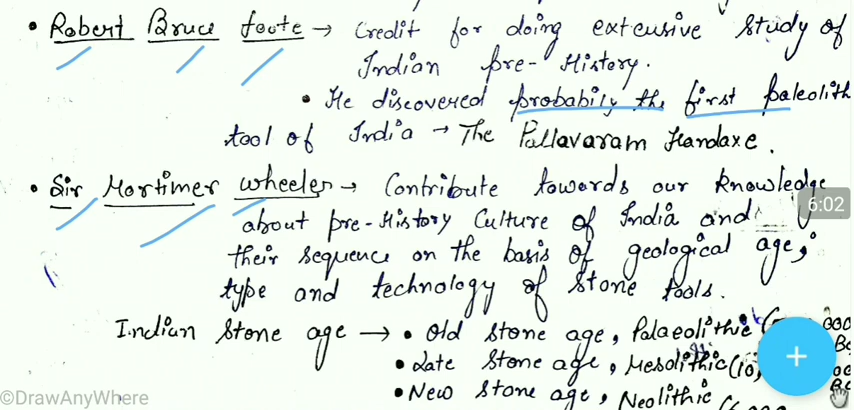 • Robert Bruce foote → Credit for doing extensive study of
Indian pre-History.
• He discovered probabily the first paleolith
tool of India → The Pallavaram Handaxe.
• Sir Mortimer wheeler → Contribute towards our knowledge
about pre-History Culture of India and
6:02
their sequence on the basis of geological age,
type and technology of stone tools.
Indian Stone age → • Old stone age, Palaeolithic (
• Late stone age, Mesolithic (10,
• New stone age, Neolithic
©DrawAnyWhere